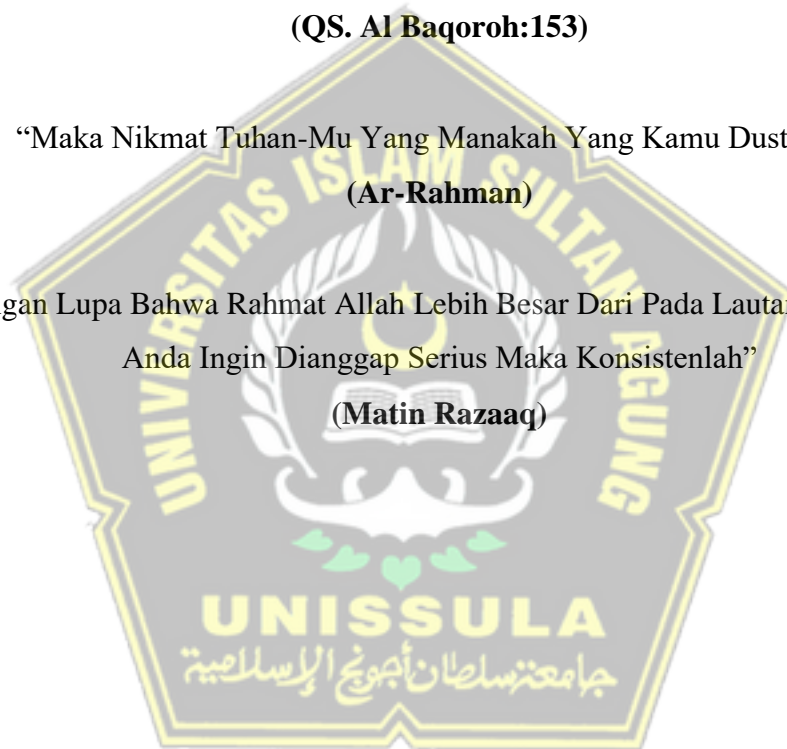 (QS. Al Baqoroh:153)
“Maka Nikmat Tuhan-Mu Yang Manakah Yang Kamu Dust
(Ar-Rahman)
ngan Lupa Bahwa Rahmat Allah Lebih Besar Dari Pada Lautan
Anda Ingin Dianggap Serius Maka Konsistenlah”
(Matin Razaaq)
UNIVERSITAS ISLAM SULTAN AGUNG
UNISSULA
جامعة سلطان أجونج الإسلامية